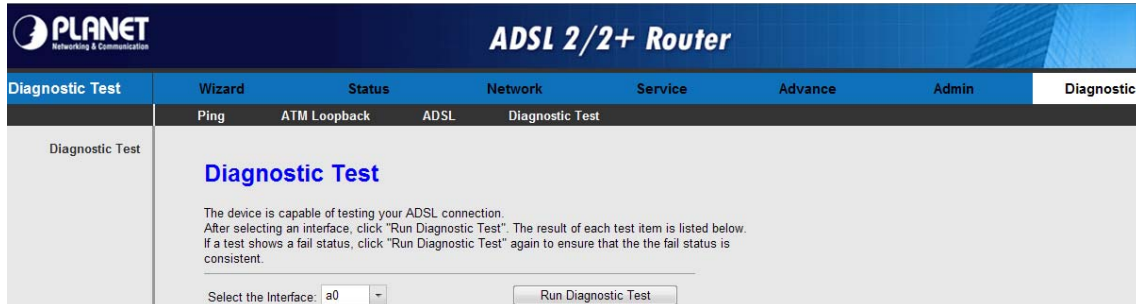 PLANET
Networking & Communication
ADSL 2/2+ Router
Diagnostic Test
Wizard Status Network Service Advance Admin Diagnostic
Ping ATM Loopback ADSL Diagnostic Test
Diagnostic Test
Diagnostic Test
The device is capable of testing your ADSL connection.
After selecting an interface, click "Run Diagnostic Test". The result of each test item is listed below.
If a test shows a fail status, click "Run Diagnostic Test" again to ensure that the the fail status is
consistent.
Select the Interface: a0 Run Diagnostic Test